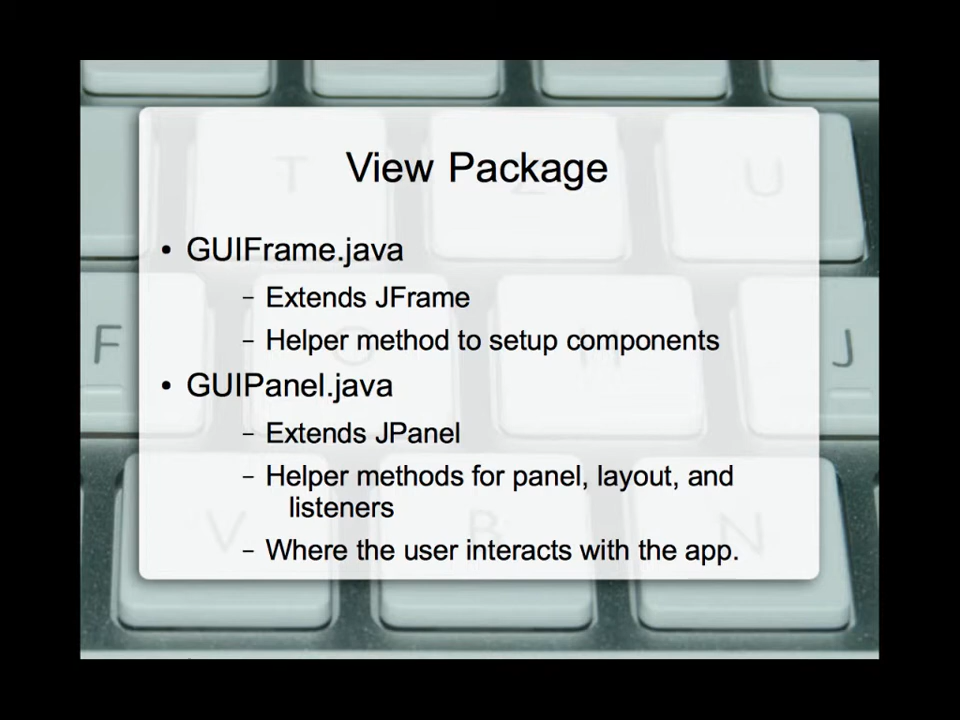 View Package
• GUIFrame.java
– Extends JFrame
– Helper method to setup components
• GUIPanel.java
– Extends JPanel
– Helper methods for panel, layout, and
listeners
– Where the user interacts with the app.
T
Z
U
F
G
H
J
V
B
N